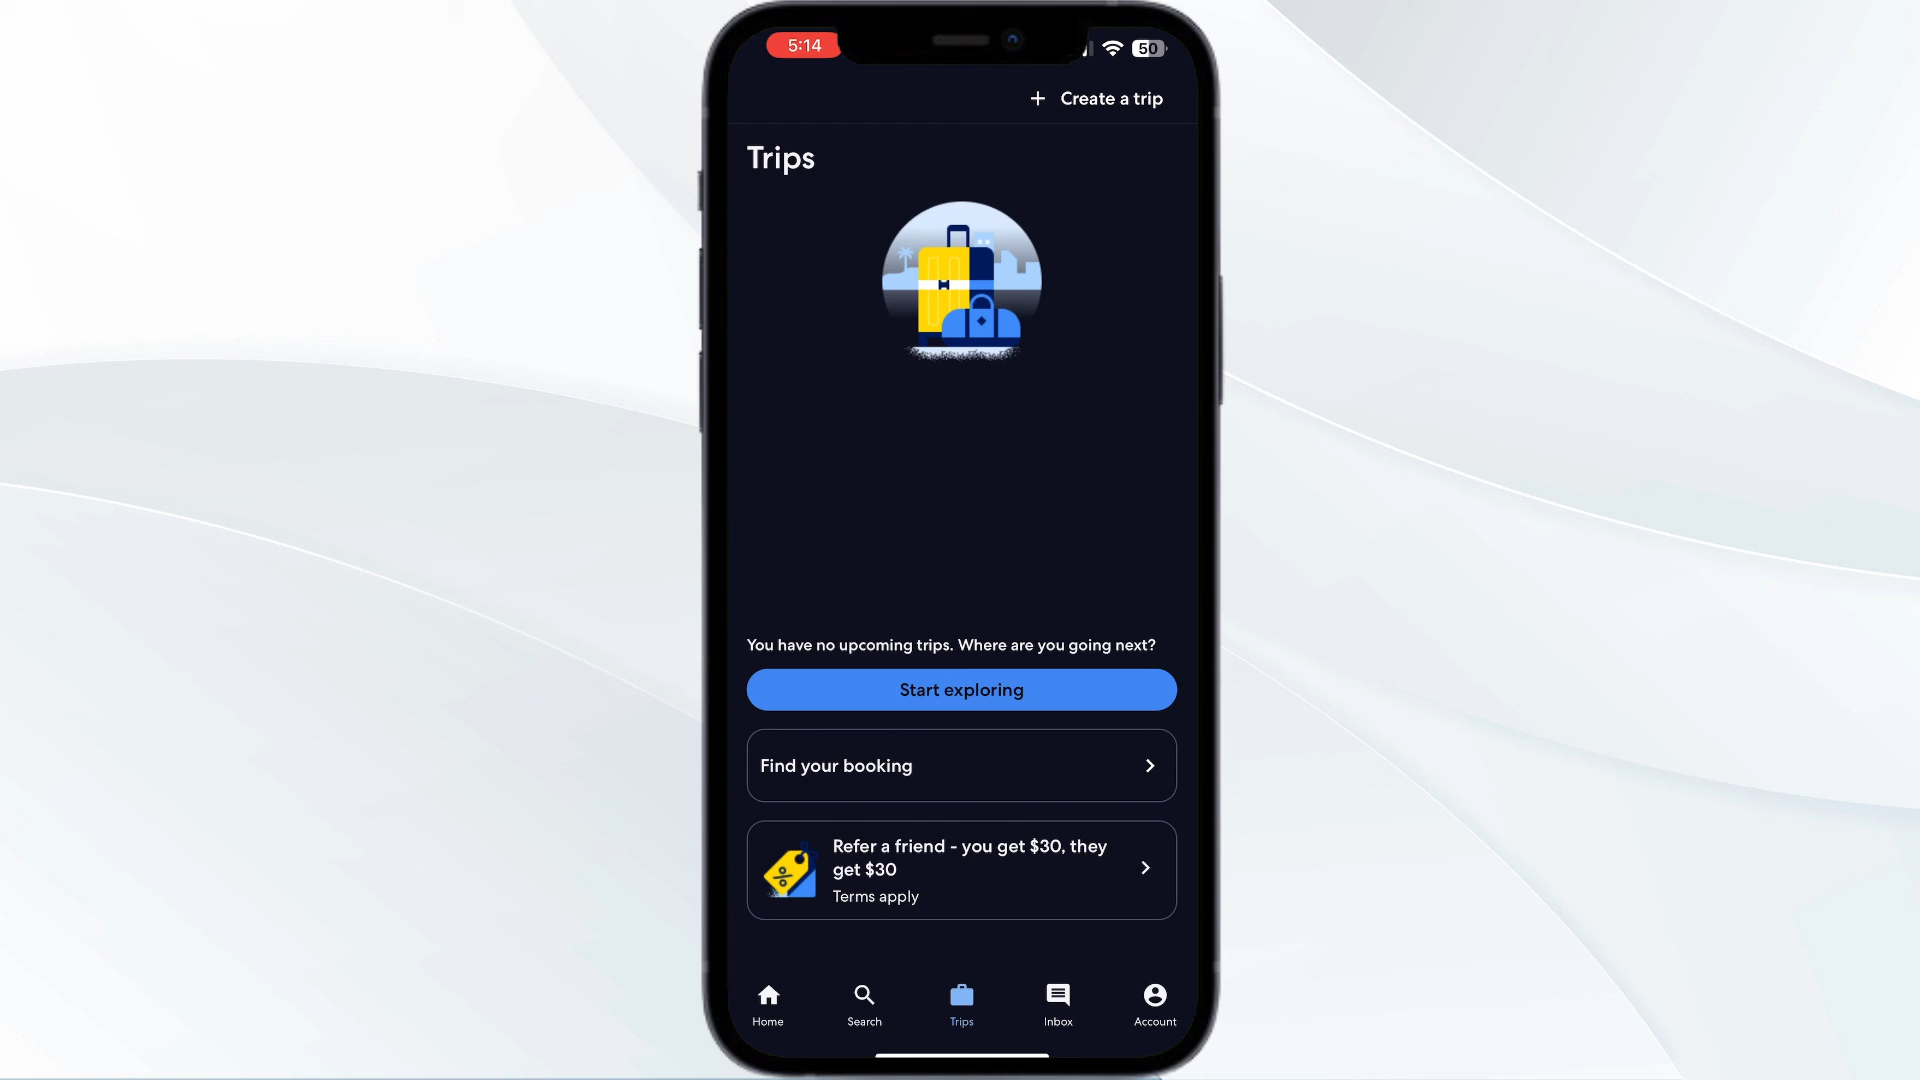 5:14
50
+ Create a trip
Trips
You have no upcoming trips. Where are you going next?
Start exploring
Find your booking
Refer a friend - you get $30, they
get $30
Terms apply
Home
Search
Trips
Inbox
Account